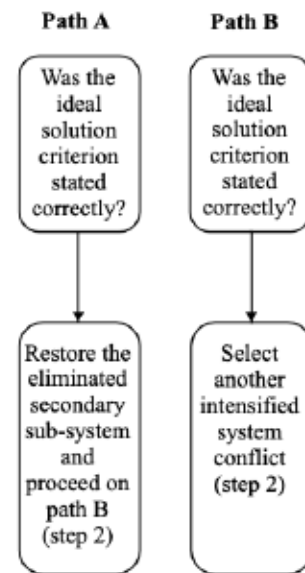 Path A
Path B
Was the
ideal
solution
criterion
stated
correctly?
Was the
ideal
solution
criterion
stated
correctly?
Restore the
eliminated
secondary
sub-system
and
proceed on
path B
(step 2)
Select
another
intensified
system
conflict
(step 2)